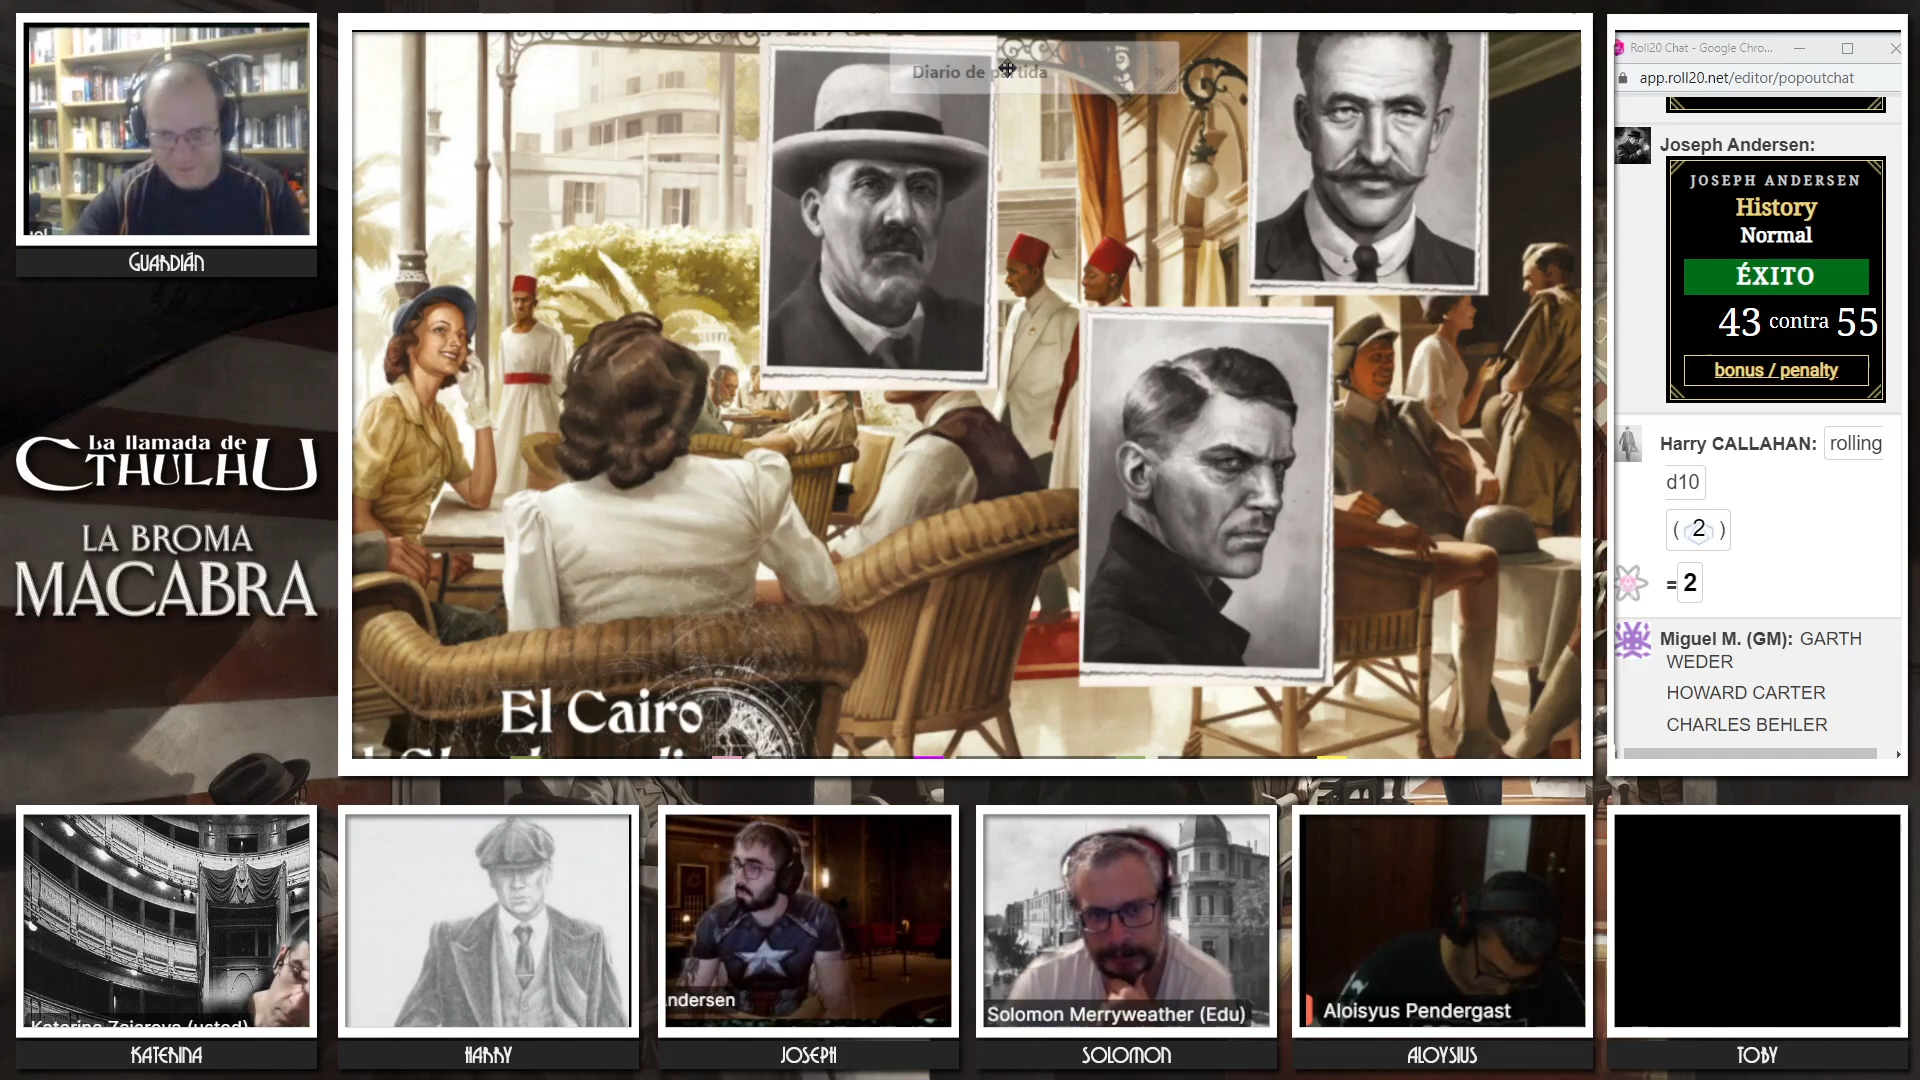 GUARDIÁN
La llamada de
CTHULHU
LA BROMA
MACABRA
Diario de partida
El Cairo
Roll20 Chat - Google Chro...
app.roll20.net/editor/popoutchat
Joseph Andersen:
JOSEPH ANDERSEN
History
Normal
ÉXITO
43 contra 55
bonus / penalty
Harry CALLAHAN: rolling
d10
( 2 )
=2
Miguel M. (GM): GARTH
WEDER
HOWARD CARTER
CHARLES BEHLER
Katerina
KATERINA
HARRY
ndersen
JOSEPH
Solomon Merryweather (Edu)
SOLOMON
Aloisyus Pendergast
ALOYSIUS
TOBY